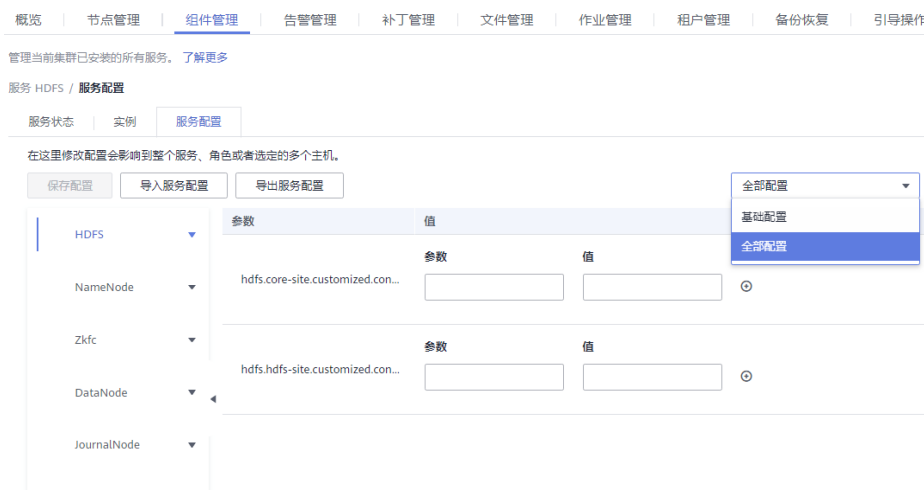 概览 节点管理 组件管理 告警管理 补丁管理 文件管理 作业管理 租户管理 备份恢复 引导操作
管理当前集群已安装的所有服务。 了解更多
服务 HDFS / 服务配置
服务状态 实例 服务配置
在这里修改配置会影响到整个服务、角色或者选定的多个主机。
保存配置 导入服务配置 导出服务配置 全部配置
基础配置
全部配置
参数 值
HDFS
NameNode
Zkfc
DataNode
JournalNode
参数 值
hdfs.core-site.customized.con...
参数 值
hdfs.hdfs-site.customized.con...